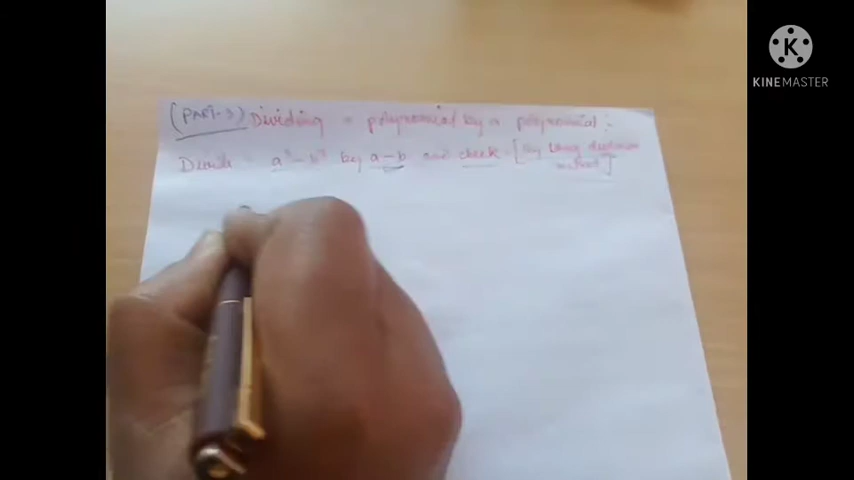 (PART-3) Dividing a polynomial by a polynomial :-
Divide a³-b³ by a-b and check [By Long division
method]
K
KINEMASTER